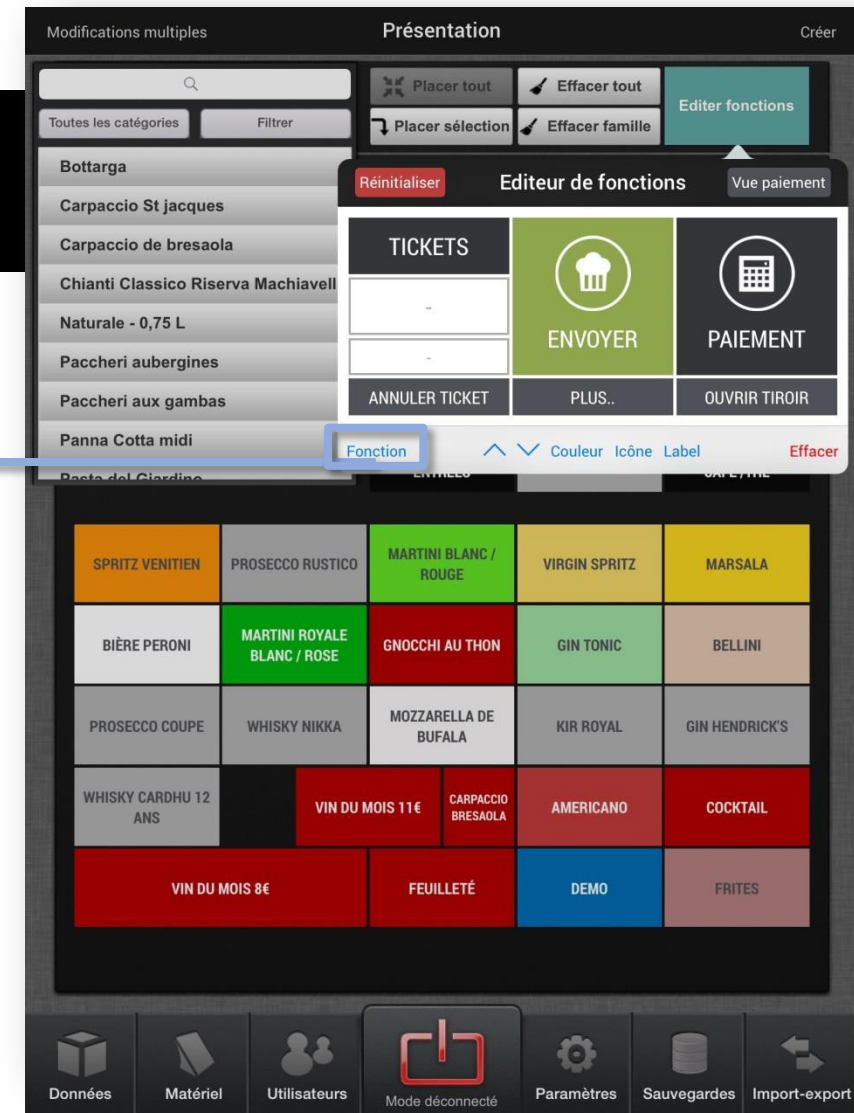 Modifications multiples
Présentation
Créer
Placer tout
Effacer tout
Editer fonctions
Toutes les catégories
Filtrer
Placer sélection
Effacer famille
Bottarga
Carpaccio St jacques
Carpaccio de bresaola
Chianti Classico Riserva Machiavell
Naturale - 0,75 L
Paccheri aubergines
Paccheri aux gambas
Panna Cotta midi
Pasta del Giardino
Réinitialiser
Editeur de fonctions
Vue paiement
TICKETS
-
-
ENVOYER
PAIEMENT
ANNULER TICKET
PLUS..
OUVRIR TIROIR
Fonction
Couleur
Icône
Label
Effacer
ENTRÉES
CAFÉ / THÉ
SPRITZ VENITIEN
PROSECCO RUSTICO
MARTINI BLANC /
ROUGE
VIRGIN SPRITZ
MARSALA
BIÈRE PERONI
MARTINI ROYALE
BLANC / ROSE
GNOCCHI AU THON
GIN TONIC
BELLINI
PROSECCO COUPE
WHISKY NIKKA
MOZZARELLA DE
BUFALA
KIR ROYAL
GIN HENDRICK'S
WHISKY CARDHU 12
ANS
VIN DU MOIS 11€
CARPACCIO
BRESAOLA
AMERICANO
COCKTAIL
VIN DU MOIS 8€
FEUILLETÉ
DEMO
FRITES
Données
Matériel
Utilisateurs
Mode déconnecté
Paramètres
Sauvegardes
Import-export